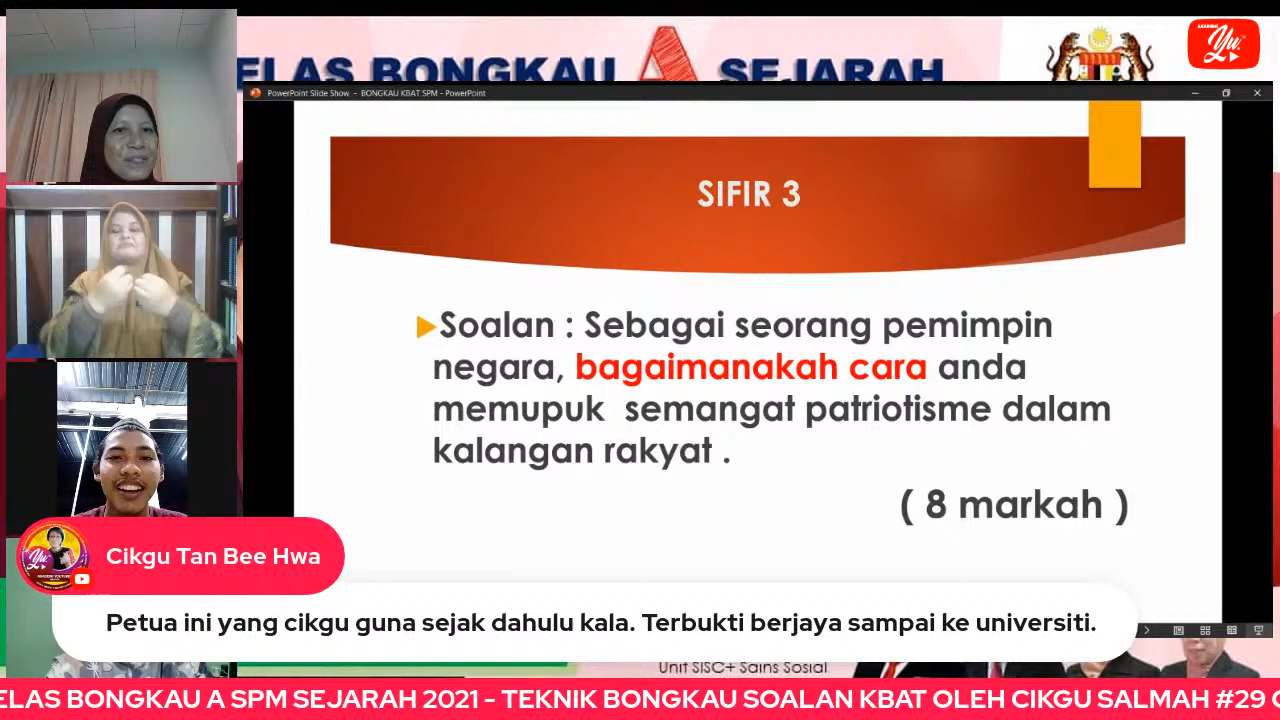 ELAS BONGKAU A SEJARAH
AKADEMI
Yu.
PowerPoint Slide Show - BONGKAU KBAT SPM - PowerPoint
SIFIR 3
Soalan : Sebagai seorang pemimpin
negara, bagaimanakah cara anda
memupuk semangat patriotisme dalam
kalangan rakyat .
( 8 markah )
Cikgu Tan Bee Hwa
Petua ini yang cikgu guna sejak dahulu kala. Terbukti berjaya sampai ke universiti.
Unit SISC+ Sains Sosial
ELAS BONGKAU A SPM SEJARAH 2021 - TEKNIK BONGKAU SOALAN KBAT OLEH CIKGU SALMAH #29